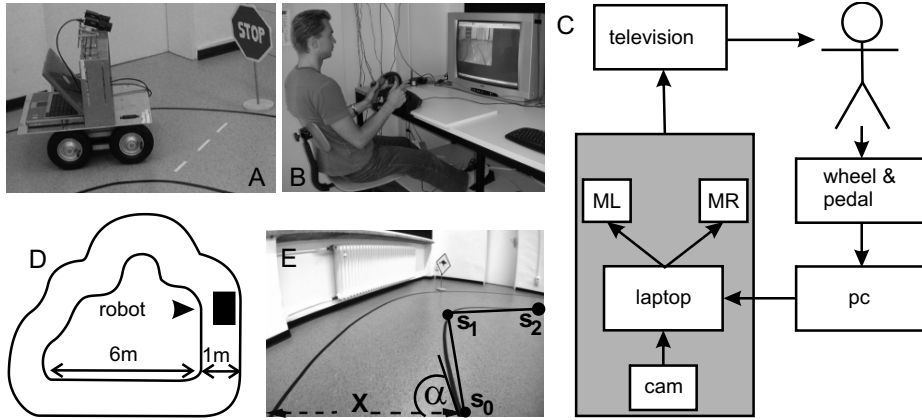 A
STOP
B
C
television
ML
MR
wheel &
pedal
laptop
pc
cam
D
robot
6m
1m
E
s1
s2
α
X
s0